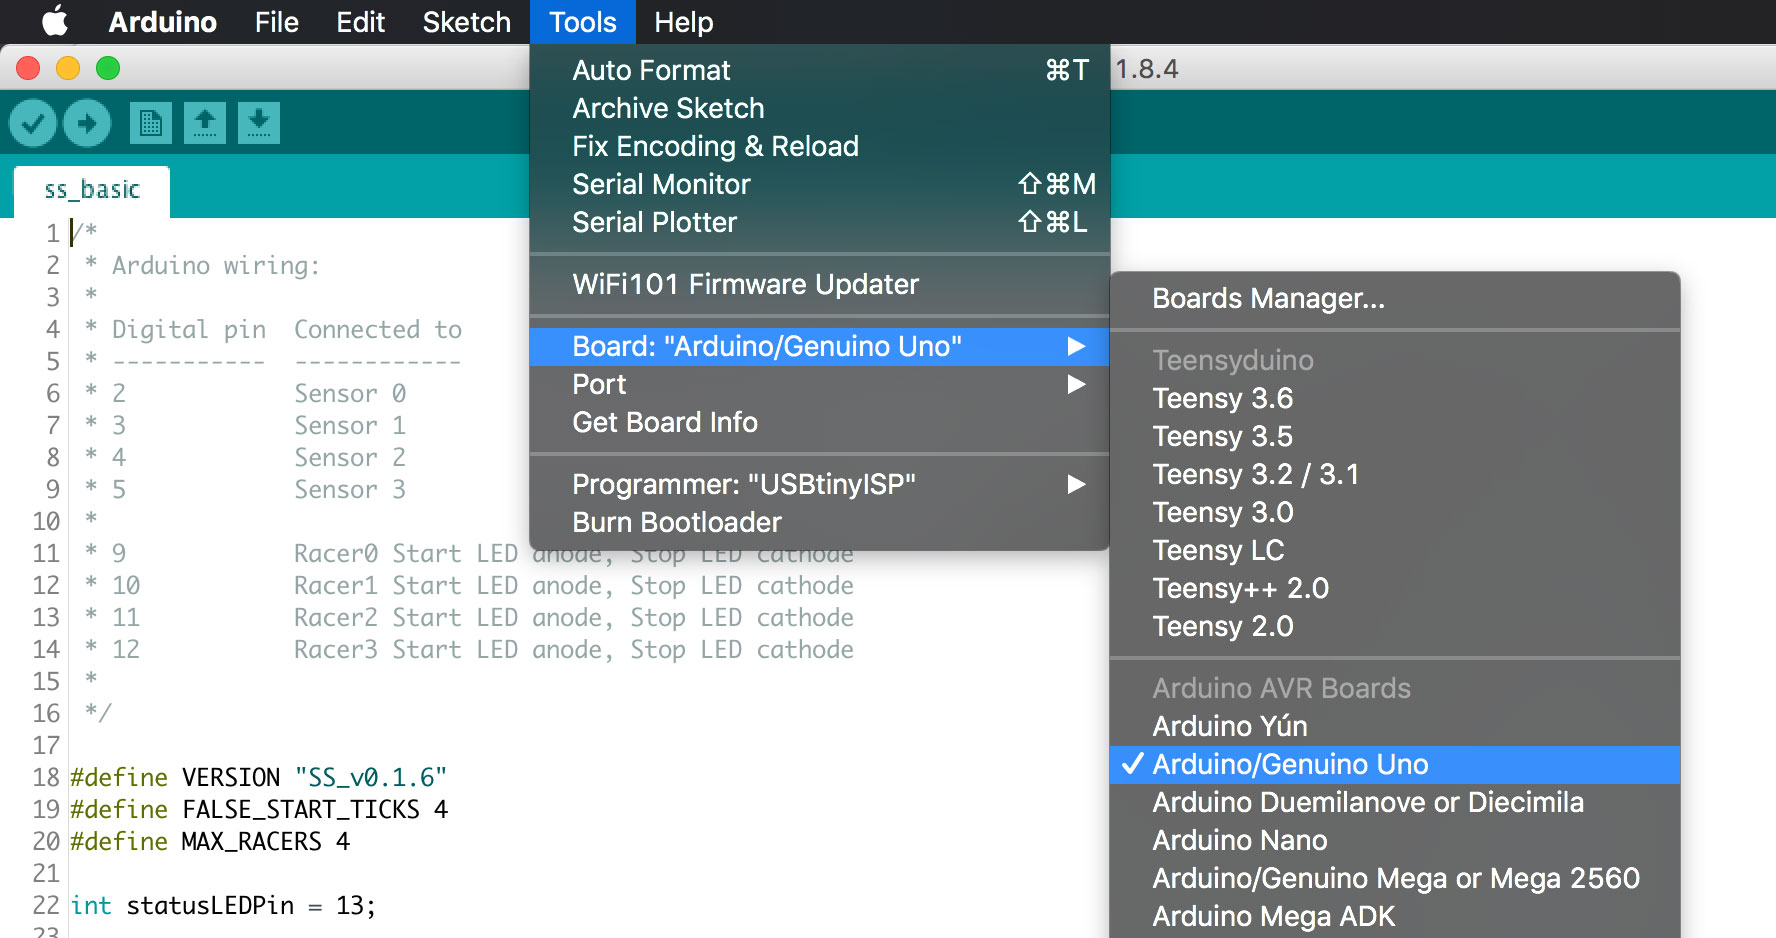 Arduino File Edit Sketch Tools Help
1.8.4
Auto Format ⌘T
Archive Sketch
Fix Encoding & Reload
Serial Monitor ⇧⌘M
Serial Plotter ⇧⌘L
WiFi101 Firmware Updater
Board: "Arduino/Genuino Uno" ▶
Port ▶
Get Board Info
Programmer: "USBtinyISP" ▶
Burn Bootloader
Boards Manager...
Teensyduino
Teensy 3.6
Teensy 3.5
Teensy 3.2 / 3.1
Teensy 3.0
Teensy LC
Teensy++ 2.0
Teensy 2.0
Arduino AVR Boards
Arduino Yún
✓ Arduino/Genuino Uno
Arduino Duemilanove or Diecimila
Arduino Nano
Arduino/Genuino Mega or Mega 2560
Arduino Mega ADK
ss_basic
1 /*
2 * Arduino wiring:
3 *
4 * Digital pin Connected to
5 * ----------- ------------
6 * 2 Sensor 0
7 * 3 Sensor 1
8 * 4 Sensor 2
9 * 5 Sensor 3
10 *
11 * 9 Racer0 Start LED anode, Stop LED cathode
12 * 10 Racer1 Start LED anode, Stop LED cathode
13 * 11 Racer2 Start LED anode, Stop LED cathode
14 * 12 Racer3 Start LED anode, Stop LED cathode
15 *
16 */
17
18 #define VERSION "SS_v0.1.6"
19 #define FALSE_START_TICKS 4
20 #define MAX_RACERS 4
21
22 int statusLEDPin = 13;
23